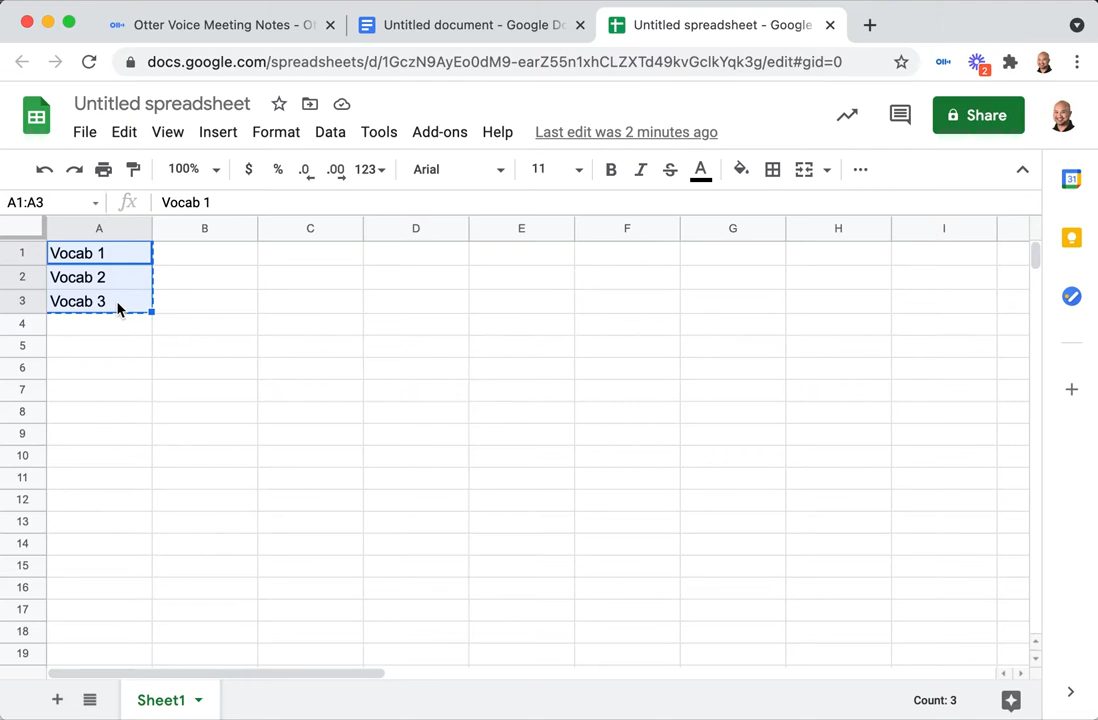 Otter Voice Meeting Notes - Ot
Untitled document - Google Do
Untitled spreadsheet - Google
docs.google.com/spreadsheets/d/1GczN9AyEo0dM9-earZ55n1xhCLZXTd49kvGclkYqk3g/edit#gid=0
2
Untitled spreadsheet
Share
File Edit View Insert Format Data Tools Add-ons Help Last edit was 2 minutes ago
100% $ % .0 .00 123 Arial 11 B I S A
31
A1:A3 fx Vocab 1
A B C D E F G H I
1 Vocab 1
2 Vocab 2
3 Vocab 3
4
5
6
7
8
9
10
11
12
13
14
15
16
17
18
19
Sheet1
Count: 3